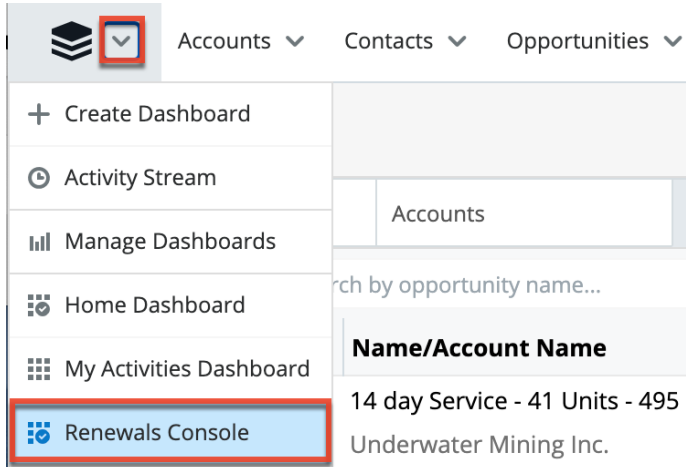 Accounts Contacts Opportunities
Create Dashboard
Activity Stream
Accounts
Manage Dashboards
rch by opportunity name...
Home Dashboard
Name/Account Name
My Activities Dashboard
14 day Service - 41 Units - 495
Renewals Console
Underwater Mining Inc.